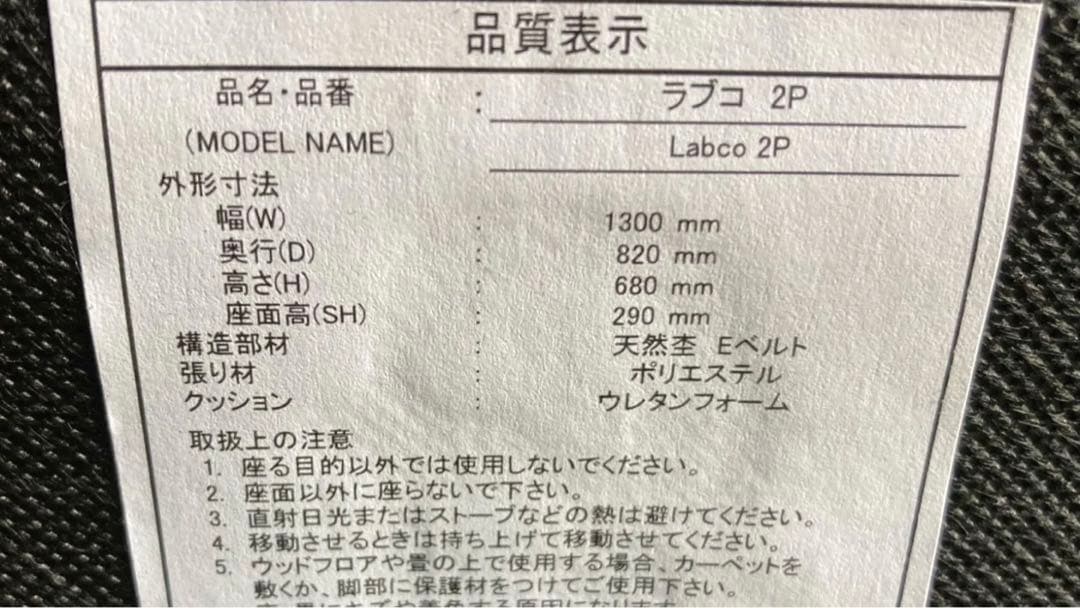 品質表示
品名・品番 : ラブコ 2P
(MODEL NAME) Labco 2P
外形寸法
幅(W) : 1300 mm
奥行(D) : 820 mm
高さ(H) : 680 mm
座面高(SH) : 290 mm
構造部材 : 天然杢 Eベルト
張り材 : ポリエステル
クッション : ウレタンフォーム
取扱上の注意
1. 座る目的以外では使用しないでください。
2. 座面以外に座らないで下さい。
3. 直射日光またはストーブなどの熱は避けてください。
4. 移動させるときは持ち上げて移動させてください。
5. ウッドフロアや畳の上で使用する場合、カーペットを
敷くか、脚部に保護材をつけてご使用下さい。